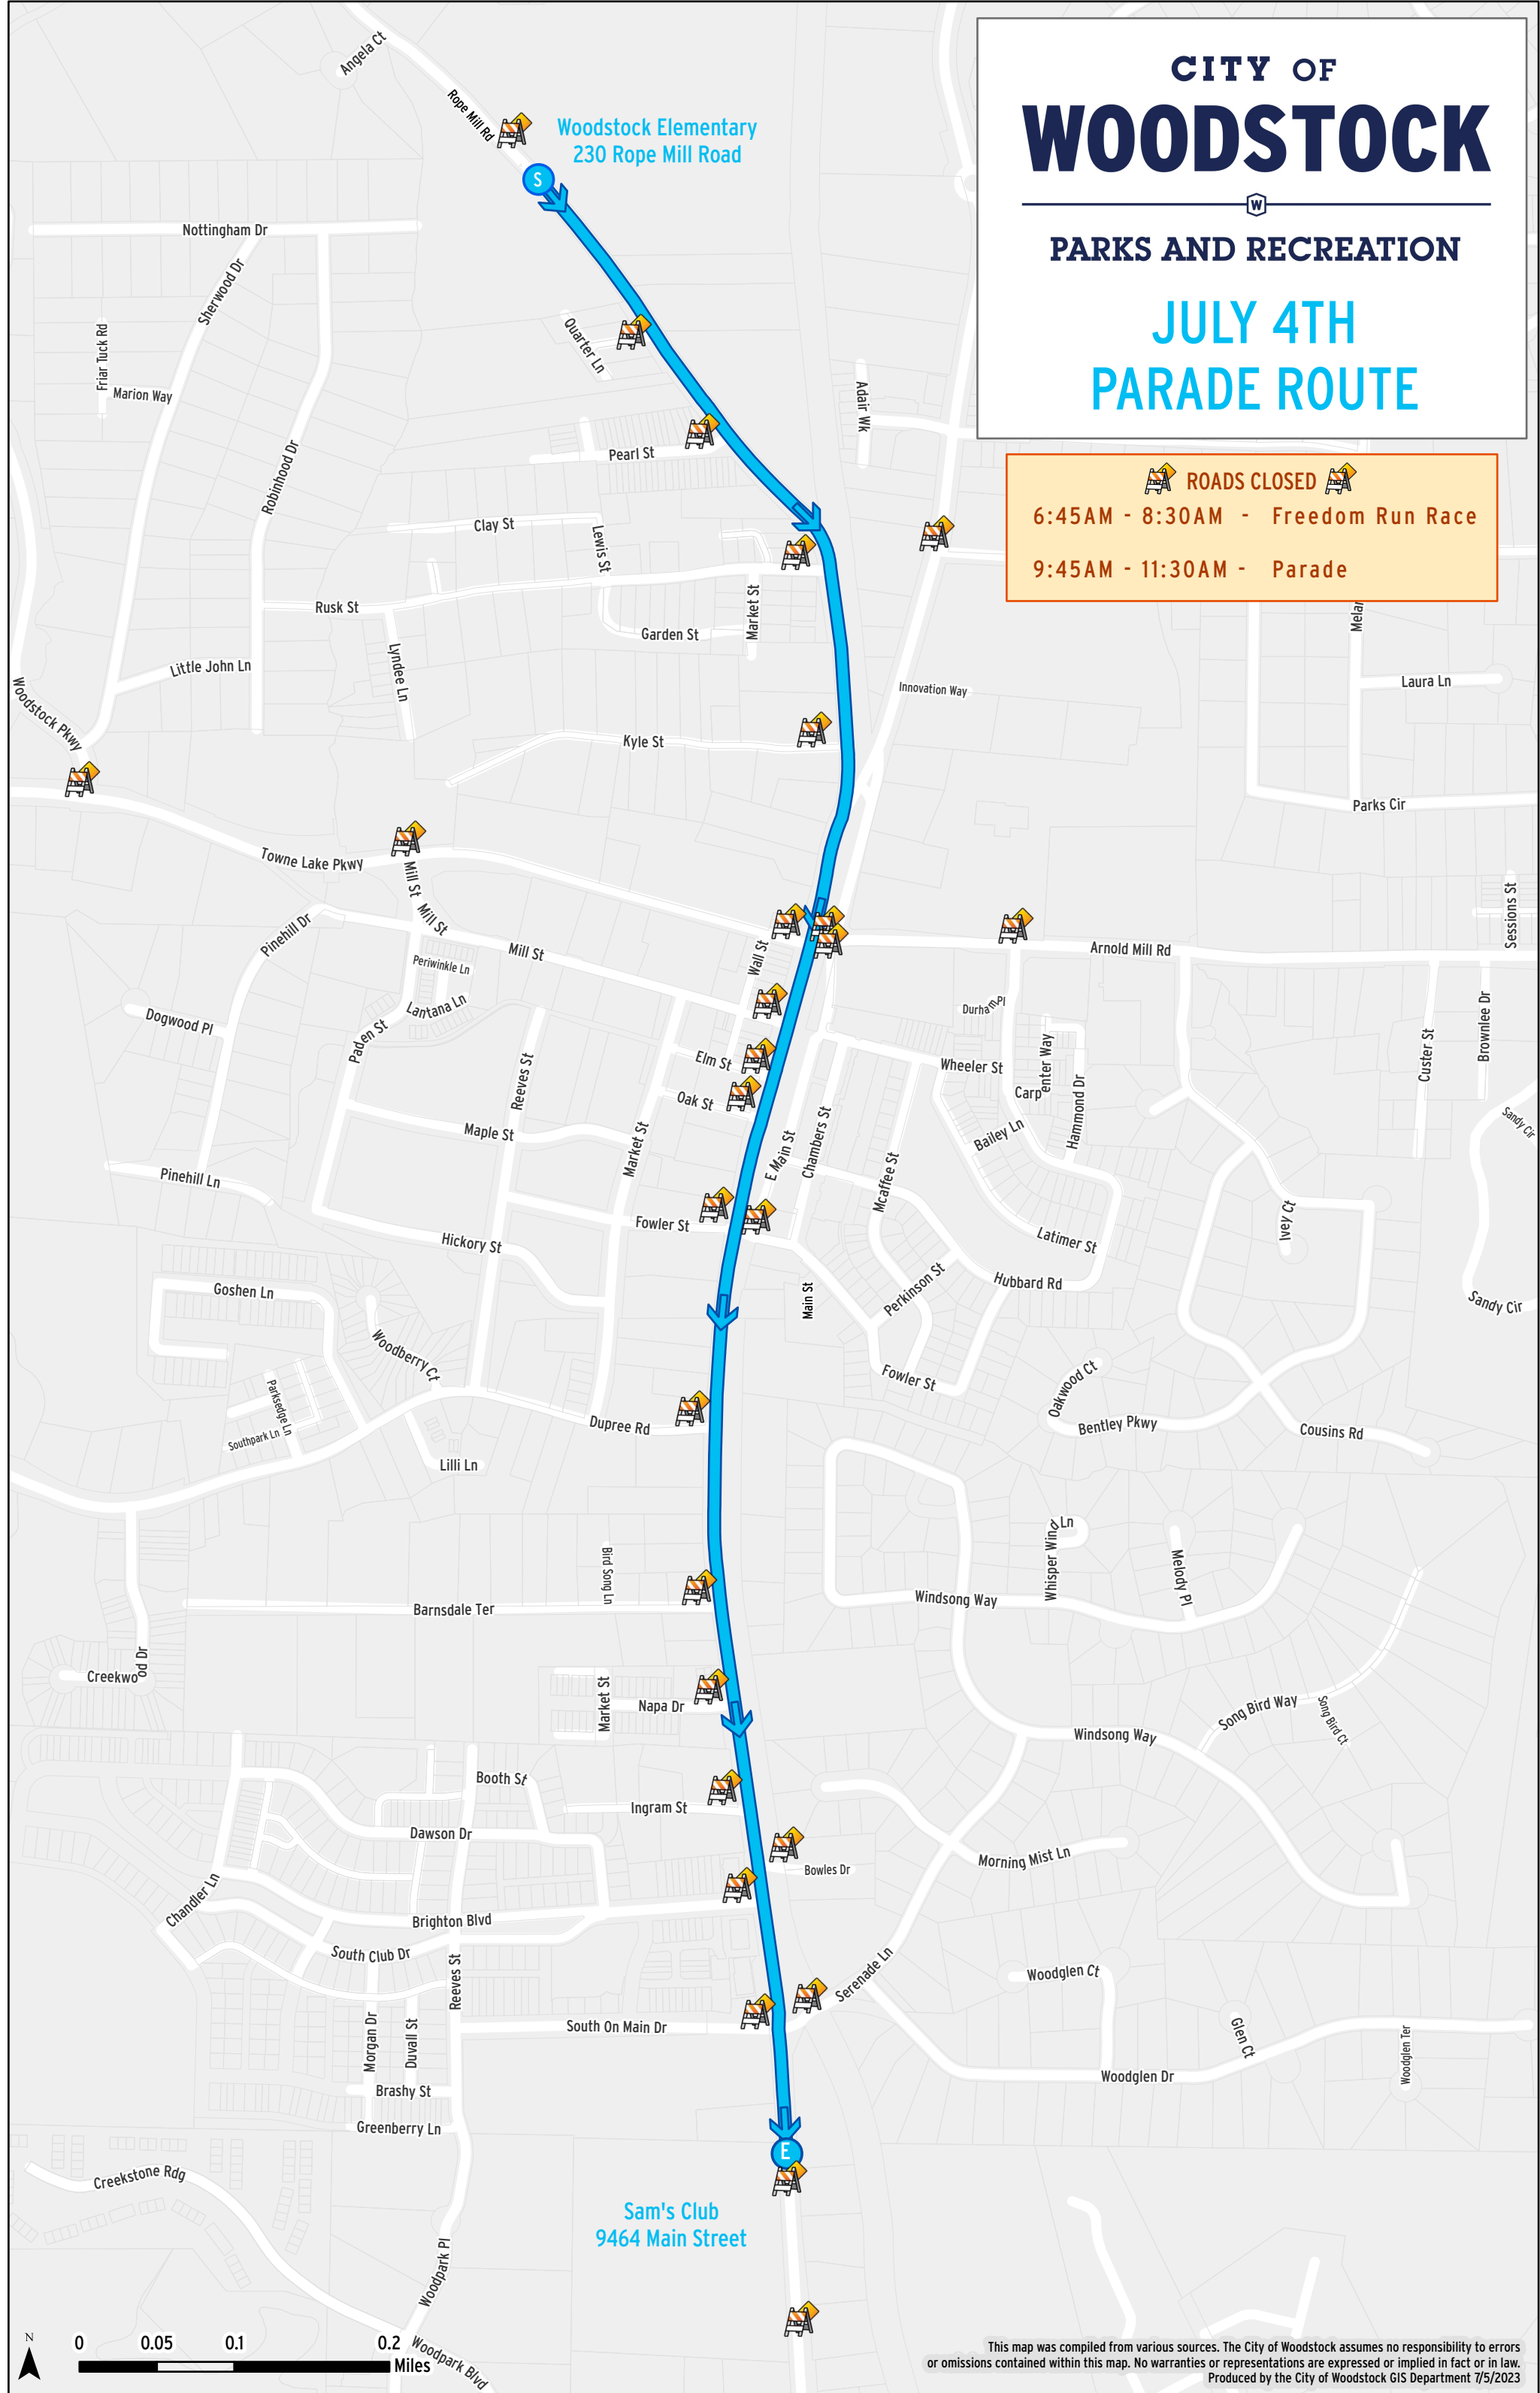 CITY OF
WOODSTOCK
W
PARKS AND RECREATION
JULY 4TH
PARADE ROUTE
ROADS CLOSED
6:45AM - 8:30AM - Freedom Run Race
9:45AM - 11:30AM - Parade
Angela Ct
Rope Mill Rd
Woodstock Elementary
230 Rope Mill Road
S
Nottingham Dr
Sherwood Dr
Friar Tuck Rd
Marion Way
Quarter Ln
Adair Wk
Robinhood Dr
Pearl St
Clay St
Lewis St
Rusk St
Market St
Garden St
Little John Ln
Lyndee Ln
Innovation Way
Laura Ln
Woodstock Pkwy
Kyle St
Parks Cir
Towne Lake Pkwy
Mill St
Mill St
Mill St
Pinehill Dr
Wall St
Arnold Mill Rd
Sessions St
Periwinkle Ln
Lantana Ln
Dogwood Pl
Paden St
Durham Pl
Carpenter Way
Hammond Dr
Custer St
Brownlee Dr
Elm St
Wheeler St
Reeves St
Oak St
Sandy Cir
Maple St
Market St
E Main St
Chambers St
Bailey Ln
Pinehill Ln
Mcaffee St
Fowler St
Ivey Ct
Hickory St
Latimer St
Goshen Ln
Main St
Perkinson St
Hubbard Rd
Sandy Cir
Woodberry Ct
Fowler St
Oakwood Ct
Parksedge Ln
Southpark Ln
Dupree Rd
Bentley Pkwy
Cousins Rd
Lilli Ln
Bird Song Ln
Whisper Wind Ln
Melody Pl
Barnsdale Ter
Windsong Way
Creekwood Dr
Market St
Napa Dr
Song Bird Way
Song Bird Ct
Windsong Way
Booth St
Ingram St
Dawson Dr
Morning Mist Ln
Bowles Dr
Chandler Ln
Brighton Blvd
South Club Dr
Reeves St
Serenade Ln
Woodglen Ct
South On Main Dr
Morgan Dr
Duvall St
Glen Ct
Woodglen Ter
Woodglen Dr
Brashy St
Greenberry Ln
E
Creekstone Rdg
Sam's Club
9464 Main Street
Woodpark Pl
Woodpark Blvd
N
0 0.05 0.1 0.2
Miles
This map was compiled from various sources. The City of Woodstock assumes no responsibility to errors
or omissions contained within this map. No warranties or representations are expressed or implied in fact or in law.
Produced by the City of Woodstock GIS Department 7/5/2023